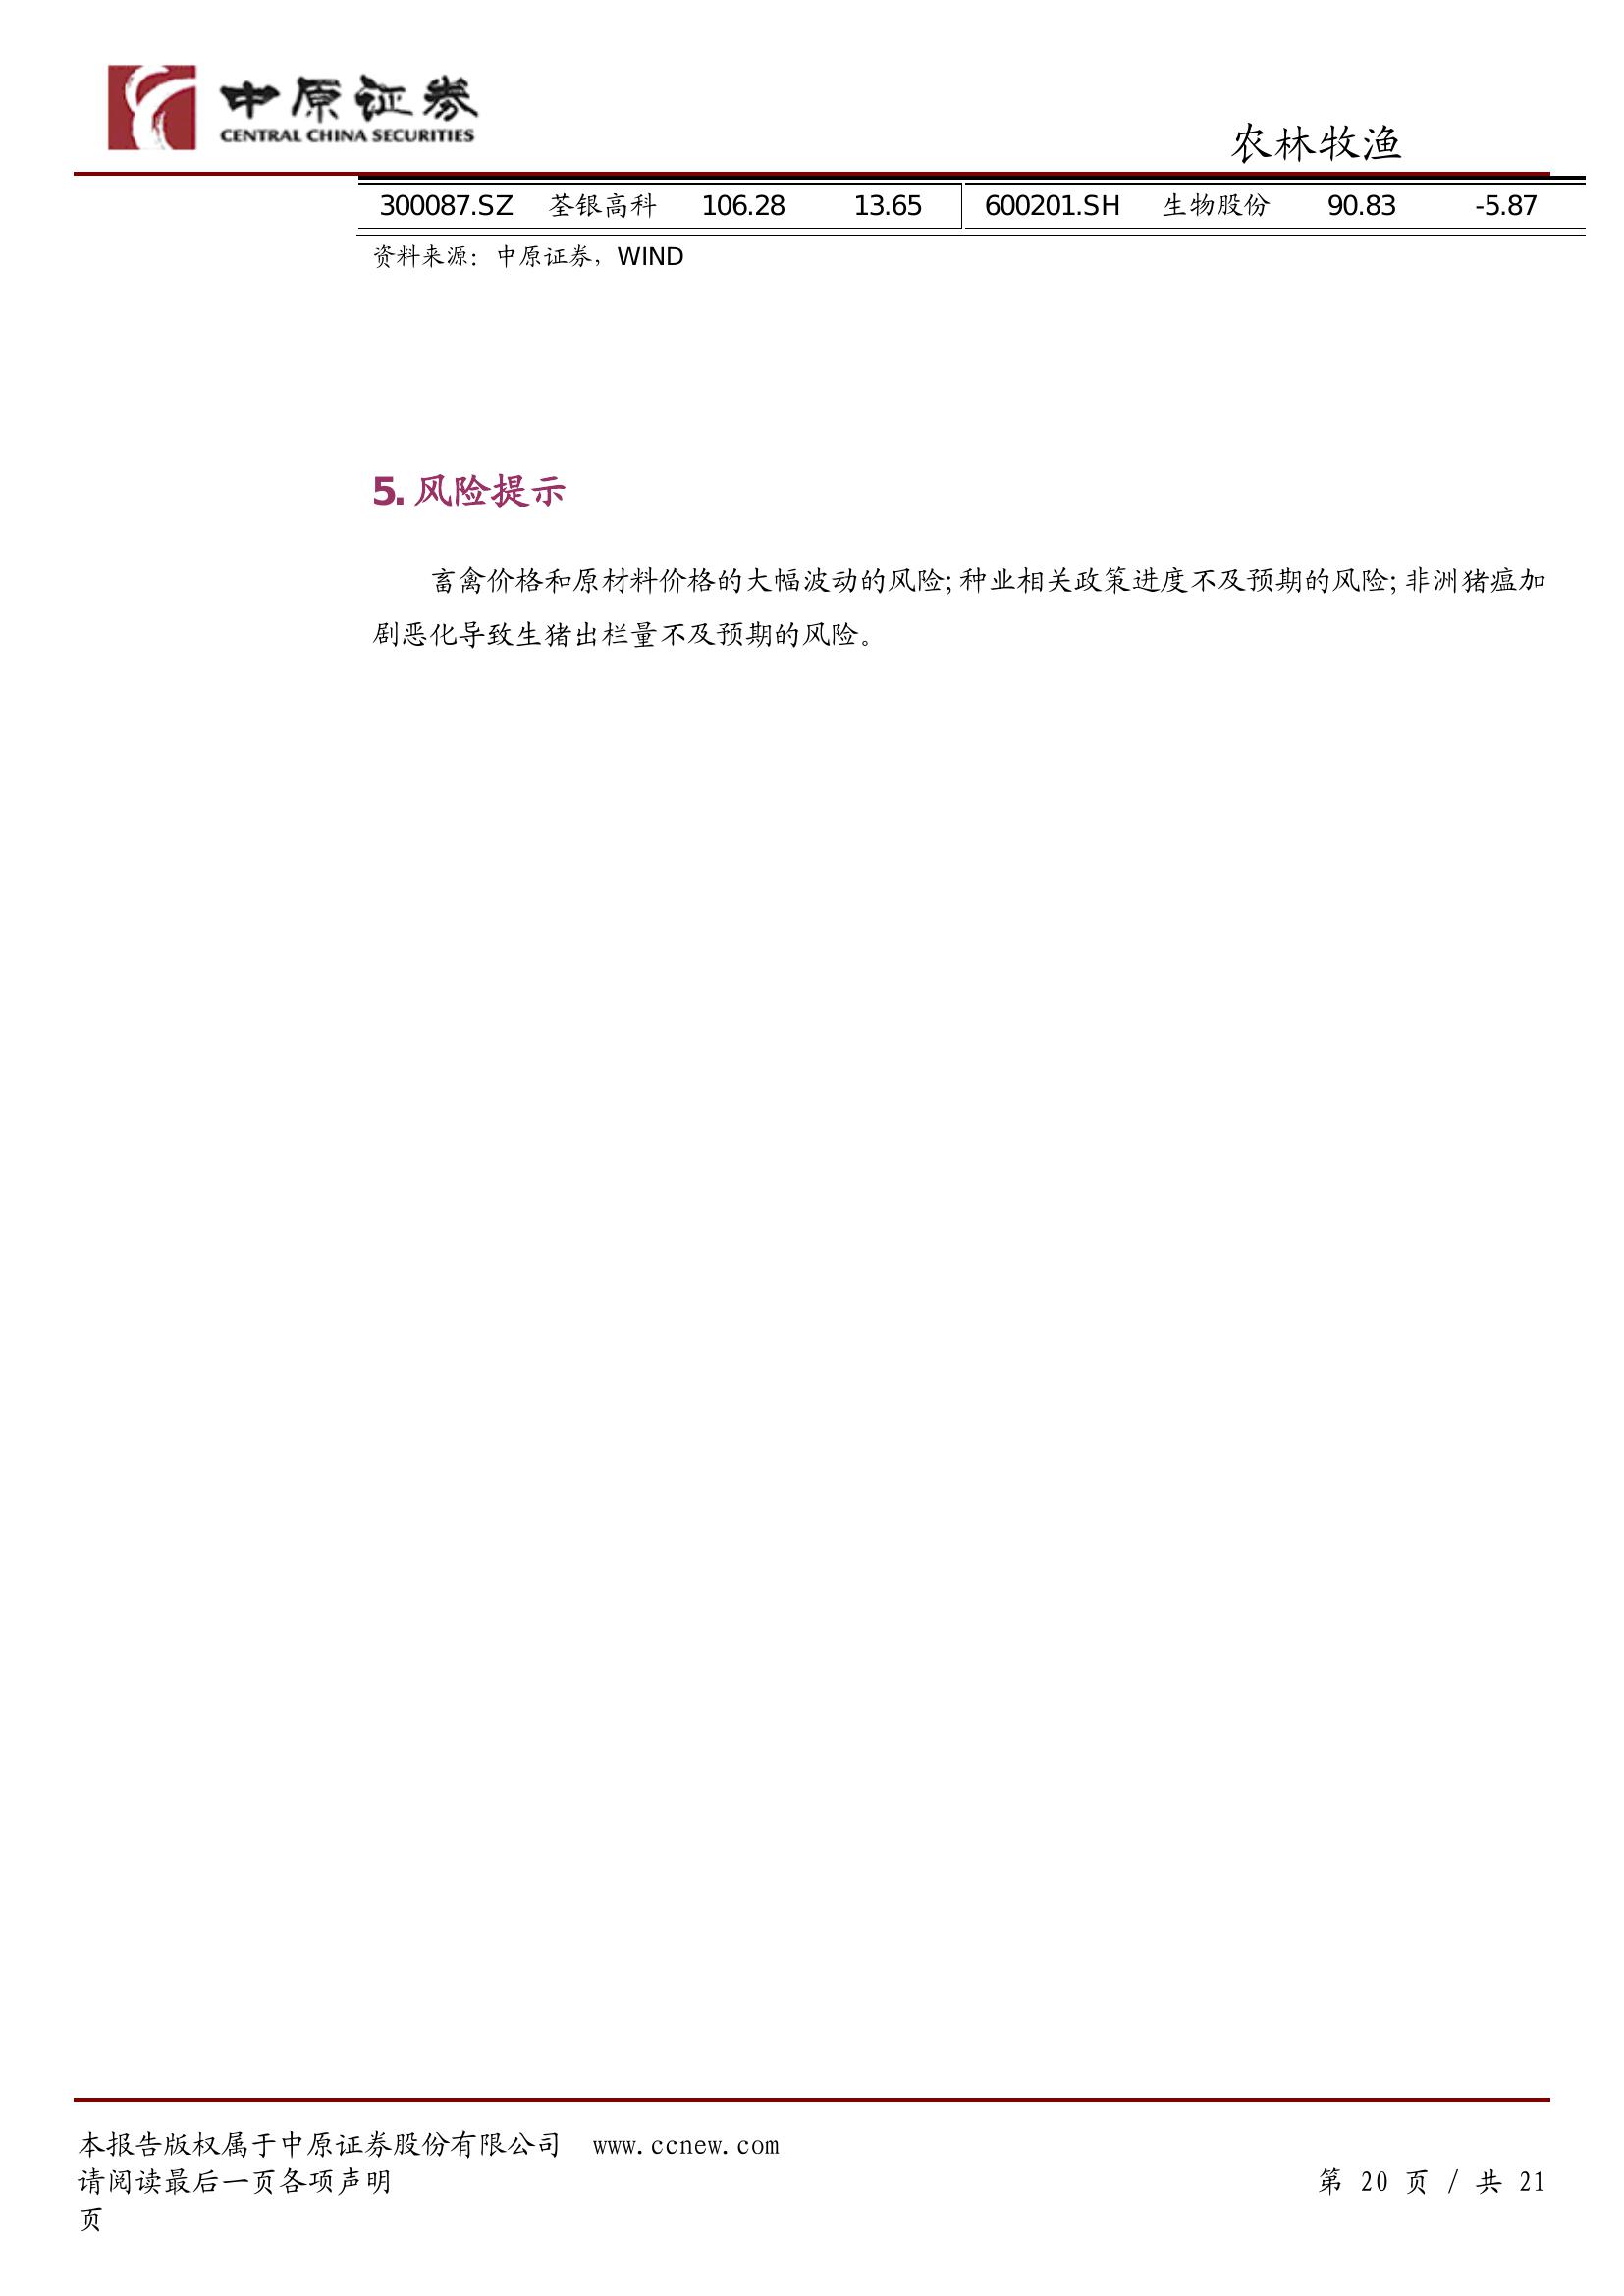 中原证券
CENTRAL CHINA SECURITIES
农林牧渔
300087.SZ 荃银高科 106.28 13.65 600201.SH 生物股份 90.83 -5.87
资料来源：中原证券，WIND
5. 风险提示
畜禽价格和原材料价格的大幅波动的风险；种业相关政策进度不及预期的风险；非洲猪瘟加
剧恶化导致生猪出栏量不及预期的风险。
本报告版权属于中原证券股份有限公司 www.ccnew.com
请阅读最后一页各项声明 第 20 页 / 共 21
页